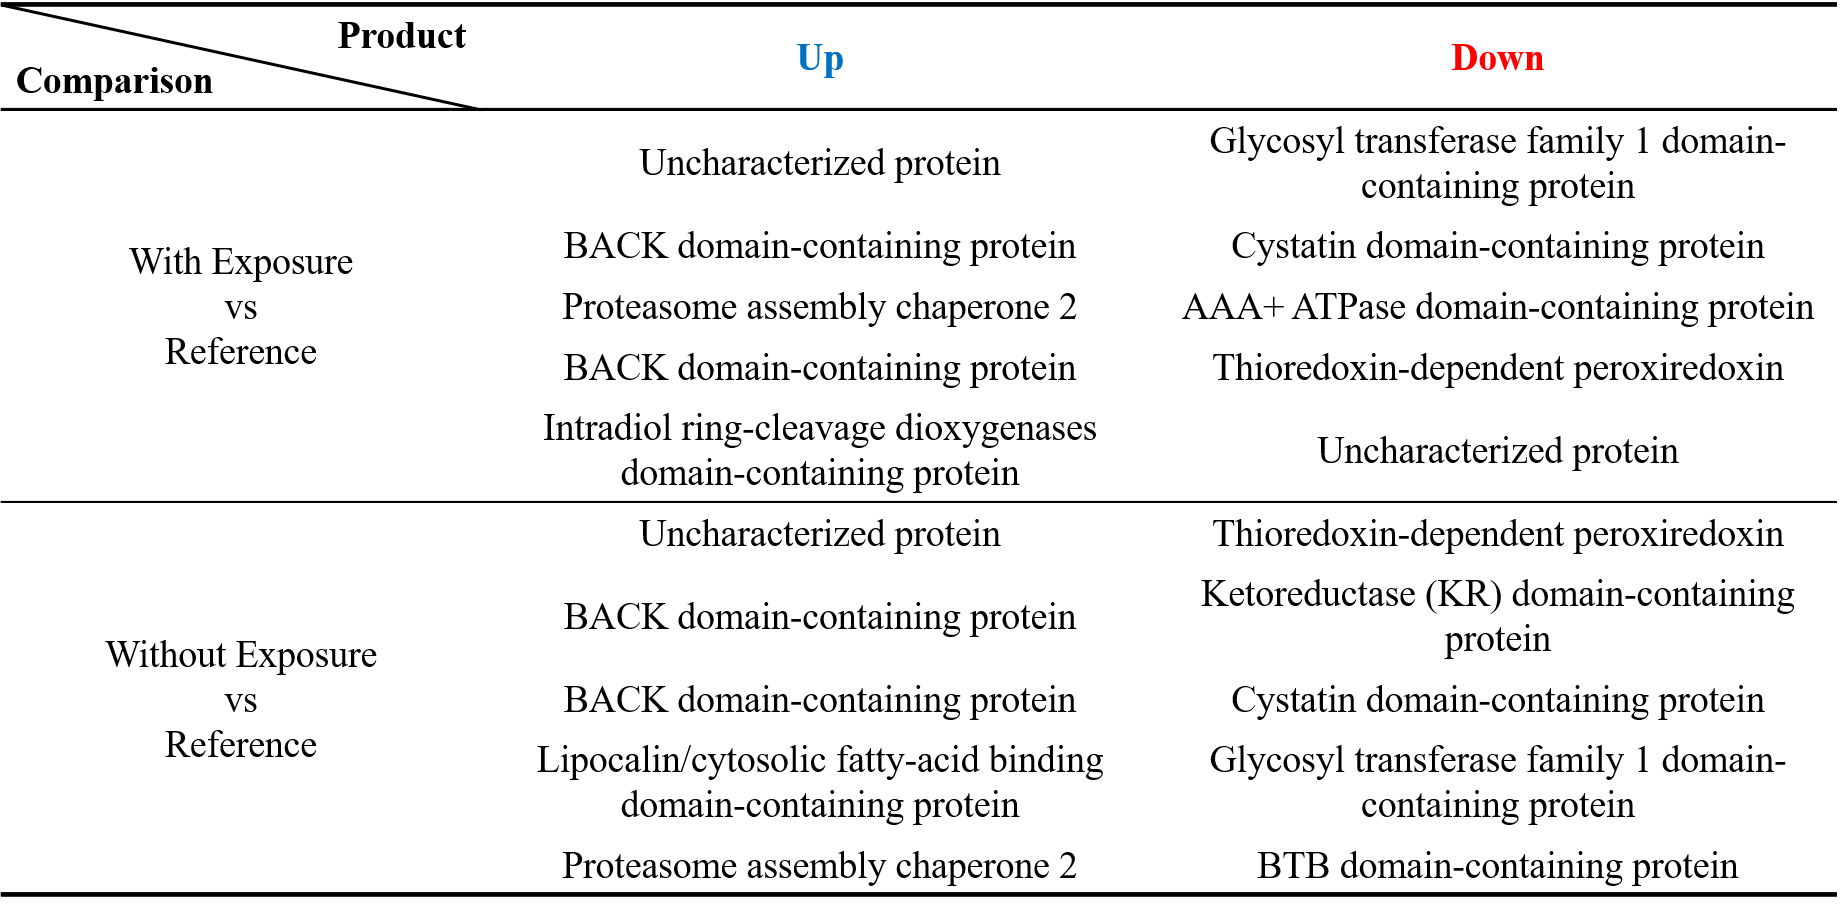 Product
Comparison
Up
Down
With Exposure
vs
Reference
Uncharacterized protein
Glycosyl transferase family 1 domain-
containing protein
BACK domain-containing protein
Cystatin domain-containing protein
Proteasome assembly chaperone 2
AAA+ ATPase domain-containing protein
BACK domain-containing protein
Thioredoxin-dependent peroxiredoxin
Intradiol ring-cleavage dioxygenases
domain-containing protein
Uncharacterized protein
Without Exposure
vs
Reference
Uncharacterized protein
Thioredoxin-dependent peroxiredoxin
BACK domain-containing protein
Ketoreductase (KR) domain-containing
protein
BACK domain-containing protein
Cystatin domain-containing protein
Lipocalin/cytosolic fatty-acid binding
domain-containing protein
Glycosyl transferase family 1 domain-
containing protein
Proteasome assembly chaperone 2
BTB domain-containing protein